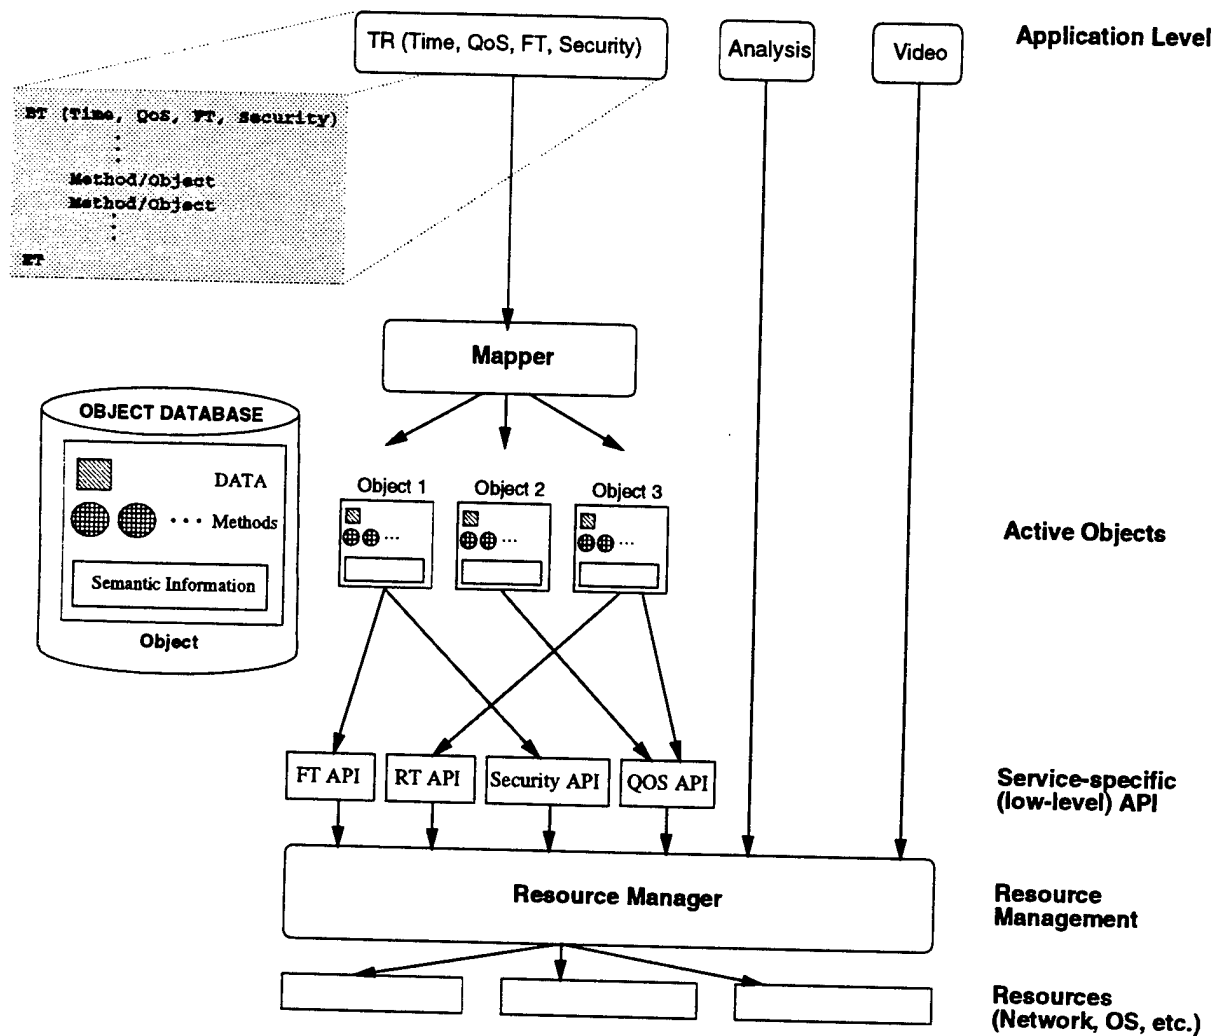 TR (Time, QoS, FT, Security)
Analysis
Video
Application Level
BT (Time, QoS, FT, Security)
Method/Object
Method/Object
ET
Mapper
OBJECT DATABASE
DATA
... Methods
Semantic Information
Object
Object 1
Object 2
Object 3
...
...
...
Active Objects
FT API
RT API
Security API
QOS API
Service-specific
(low-level) API
Resource Manager
Resource
Management
Resources
(Network, OS, etc.)